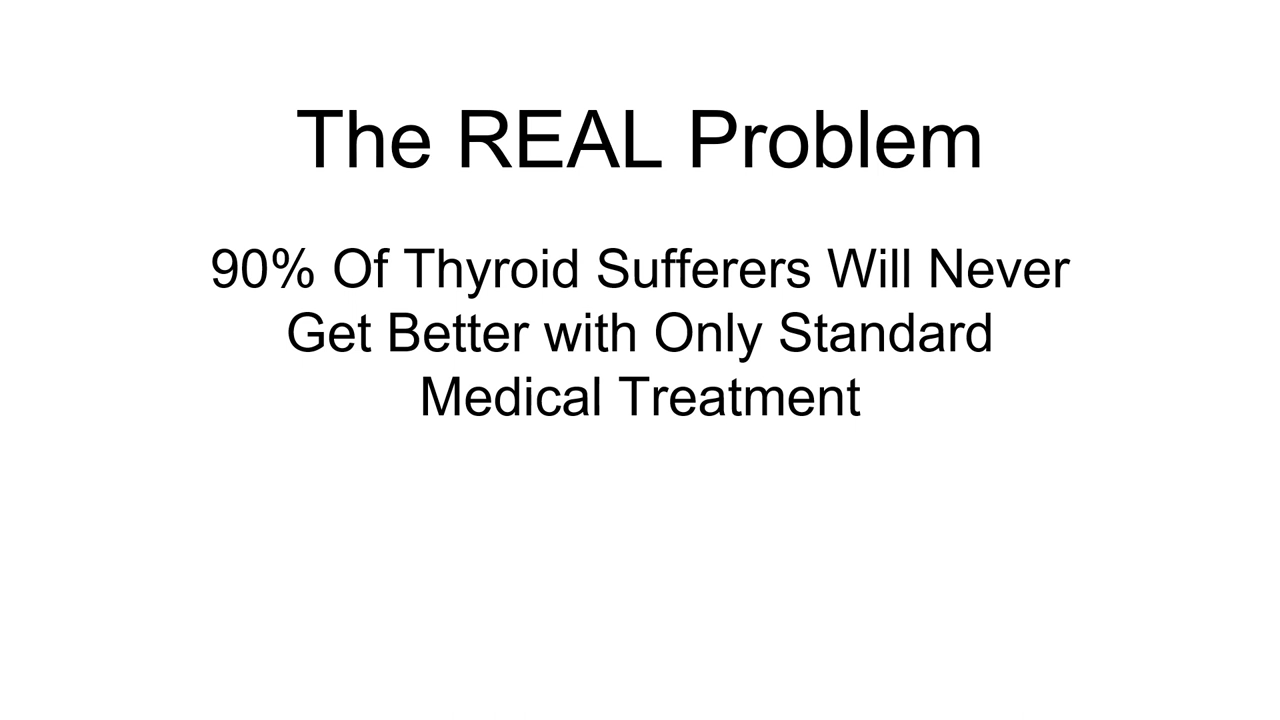 The REAL Problem
90% Of Thyroid Sufferers Will Never
Get Better with Only Standard
Medical Treatment